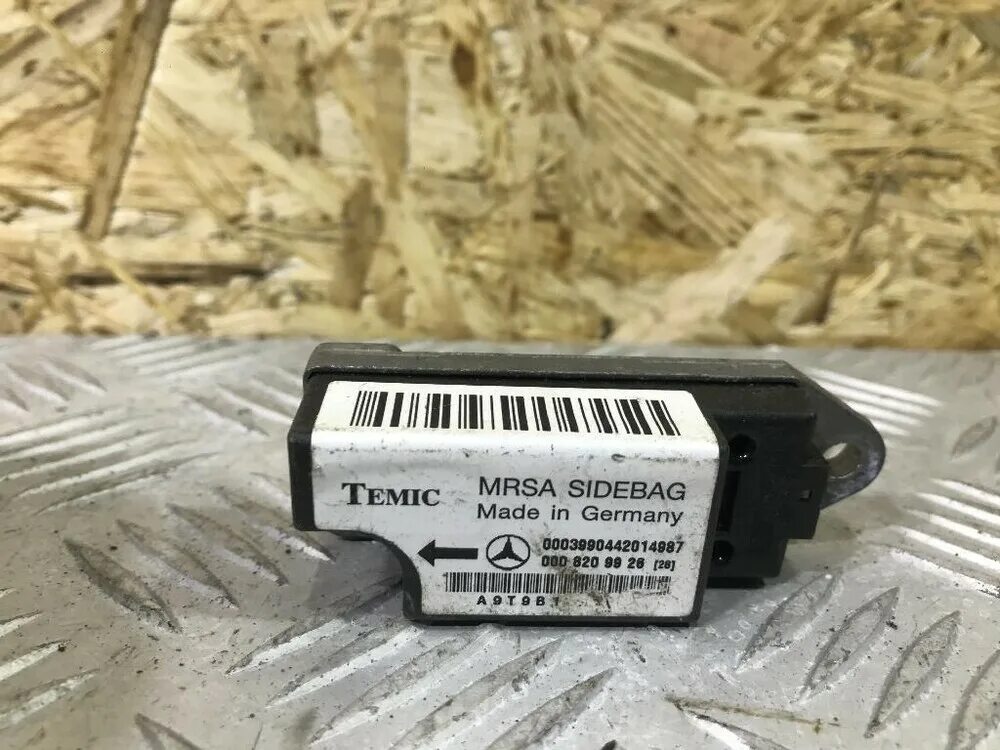 TEMIC
MRSA SIDEBAG
Made in Germany
0003990442014987
000 820 99 26 [26]
A9T9B1